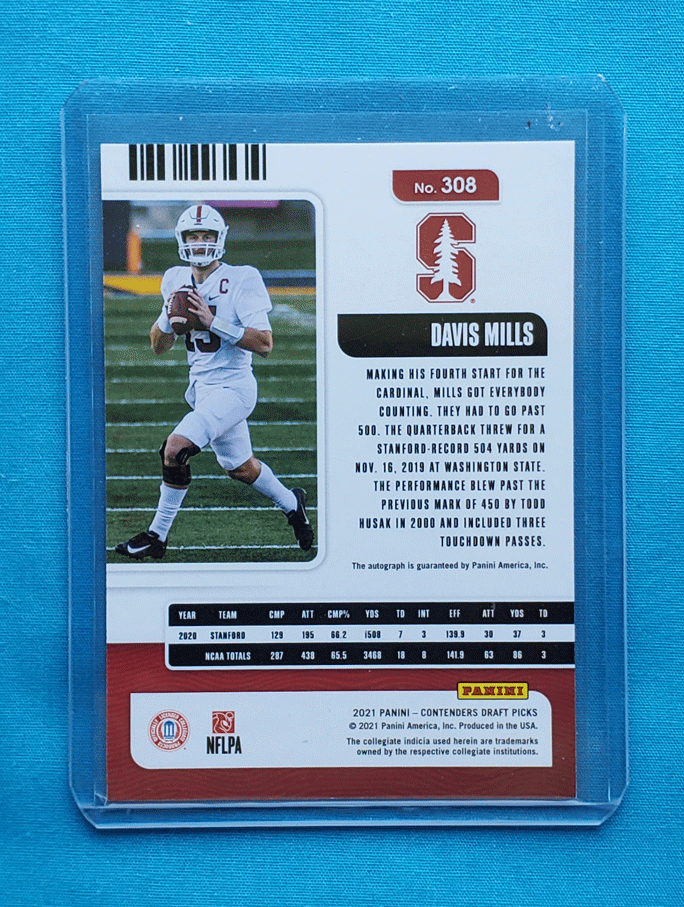 No. 308
S
®
C
15
DAVIS MILLS
MAKING HIS FOURTH START FOR THE
CARDINAL, MILLS GOT EVERYBODY
COUNTING. THEY HAD TO GO PAST
500. THE QUARTERBACK THREW FOR A
STANFORD-RECORD 504 YARDS ON
NOV. 16, 2019 AT WASHINGTON STATE.
THE PERFORMANCE BLEW PAST THE
PREVIOUS MARK OF 450 BY TODD
HUSAK IN 2000 AND INCLUDED THREE
TOUCHDOWN PASSES.
The autograph is guaranteed by Panini America, Inc.
YEAR TEAM CMP ATT CMP% YDS TD INT EFF ATT YDS TD
2020 STANFORD 129 195 66.2 1508 7 3 139.9 30 37 3
NCAA TOTALS 287 438 65.5 3468 18 8 141.9 63 86 3
PANINI
2021 PANINI – CONTENDERS DRAFT PICKS
© 2021 Panini America, Inc. Produced in the USA.
The collegiate indicia used herein are trademarks
owned by the respective collegiate institutions.
OFFICIALLY LICENSED COLLEGIATE PRODUCTS
NFLPA